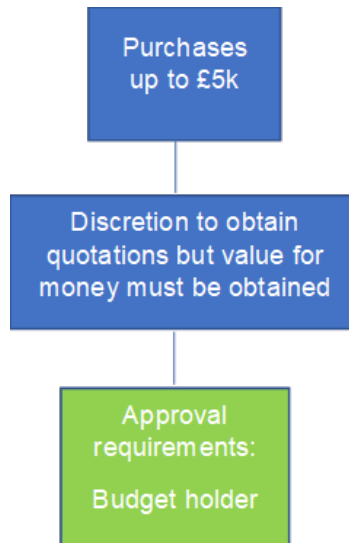 Purchases
up to £5k
Discretion to obtain
quotations but value for
money must be obtained
Approval
requirements:
Budget holder